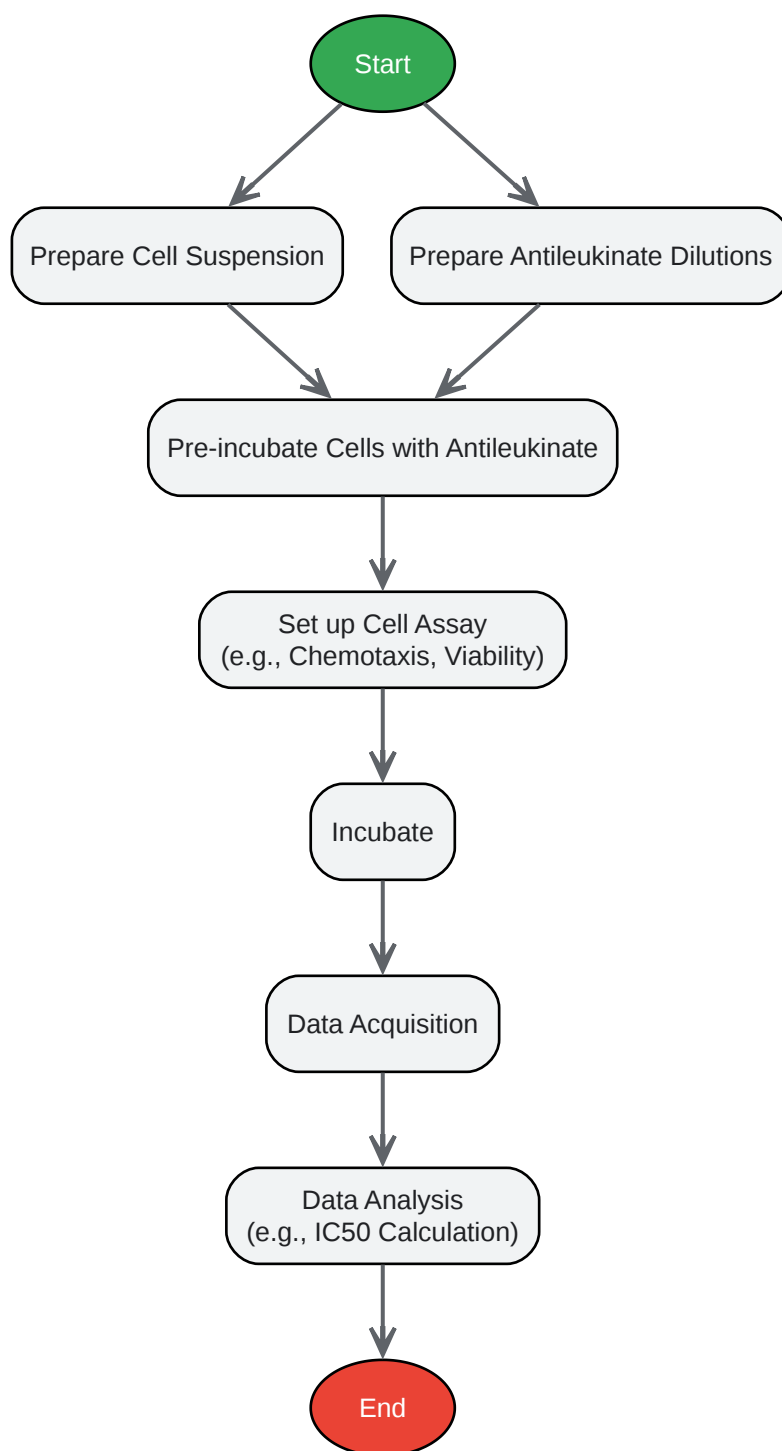 Start
Prepare Cell Suspension
Prepare Antileukinate Dilutions
Pre-incubate Cells with Antileukinate
Set up Cell Assay
(e.g., Chemotaxis, Viability)
Incubate
Data Acquisition
Data Analysis
(e.g., IC50 Calculation)
End